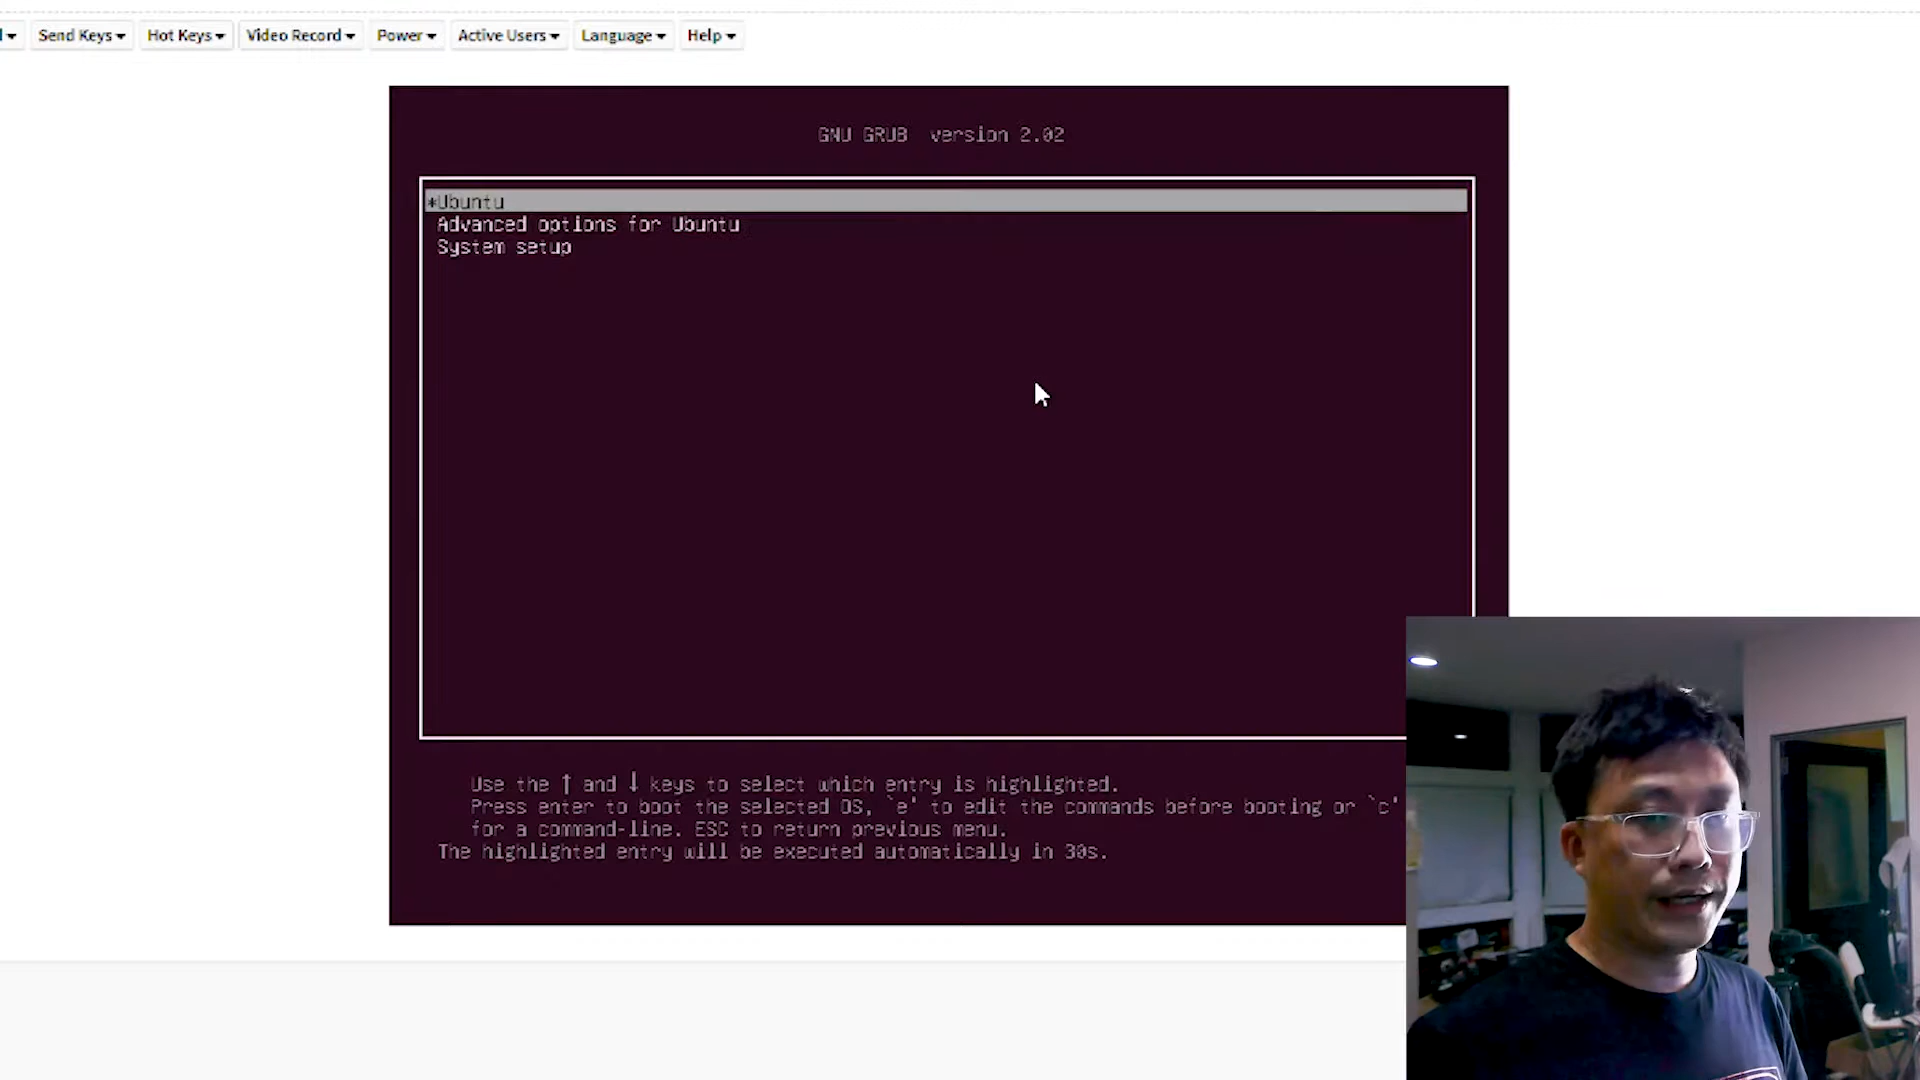 Send Keys
Hot Keys
Video Record
Power
Active Users
Language
Help
GNU GRUB version 2.02
*Ubuntu
Advanced options for Ubuntu
System setup
Use the ↑ and ↓ keys to select which entry is highlighted.
Press enter to boot the selected OS, `e' to edit the commands before booting or `c'
for a command-line. ESC to return previous menu.
The highlighted entry will be executed automatically in 30s.